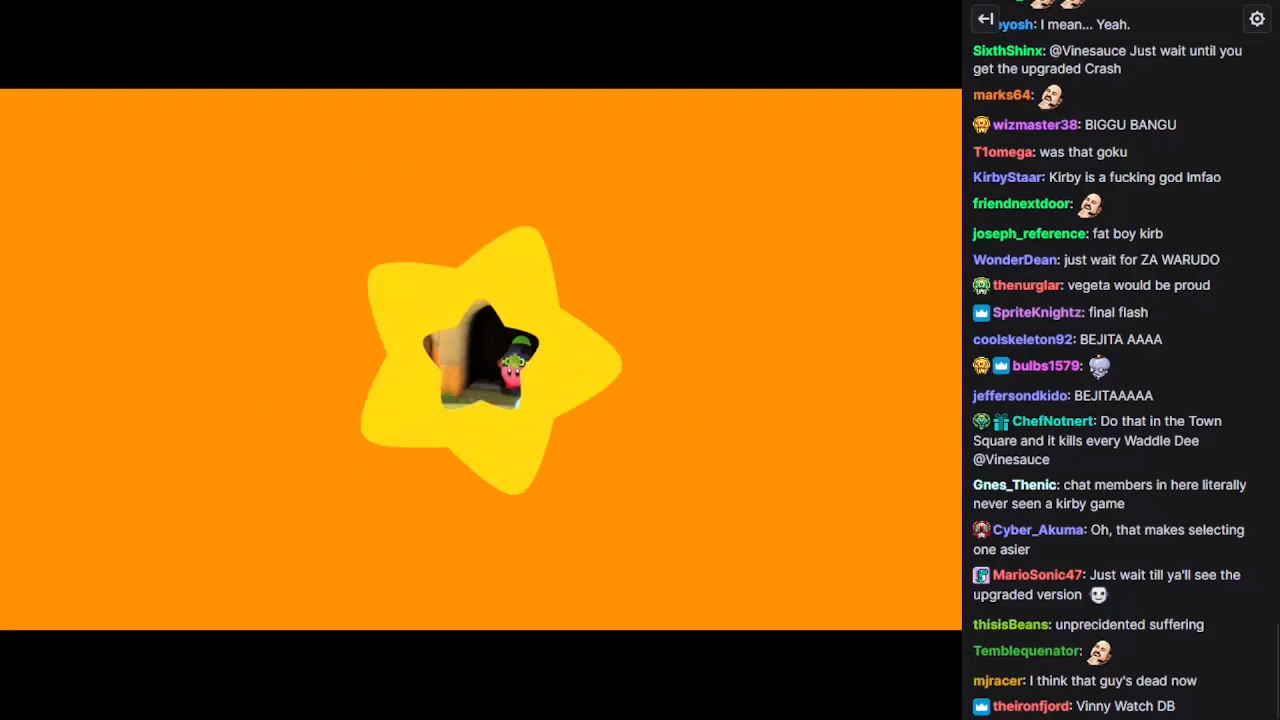 eyosh: I mean... Yeah.
SixthShinx: @Vinesauce Just wait until you
get the upgraded Crash
marks64:
wizmaster38: BIGGU BANGU
T1omega: was that goku
KirbyStaar: Kirby is a fucking god lmfao
friendnextdoor:
joseph_reference: fat boy kirb
WonderDean: just wait for ZA WARUDO
thenurglar: vegeta would be proud
SpriteKnightz: final flash
coolskeleton92: BEJITA AAAA
bulbs1579:
jeffersondkido: BEJITAAAAA
ChefNotnert: Do that in the Town
Square and it kills every Waddle Dee
@Vinesauce
Gnes_Thenic: chat members in here literally
never seen a kirby game
Cyber_Akuma: Oh, that makes selecting
one asier
MarioSonic47: Just wait till ya'll see the
upgraded version
thisisBeans: unprecidented suffering
Temblequenator:
mjracer: I think that guy's dead now
theironfjord: Vinny Watch DB